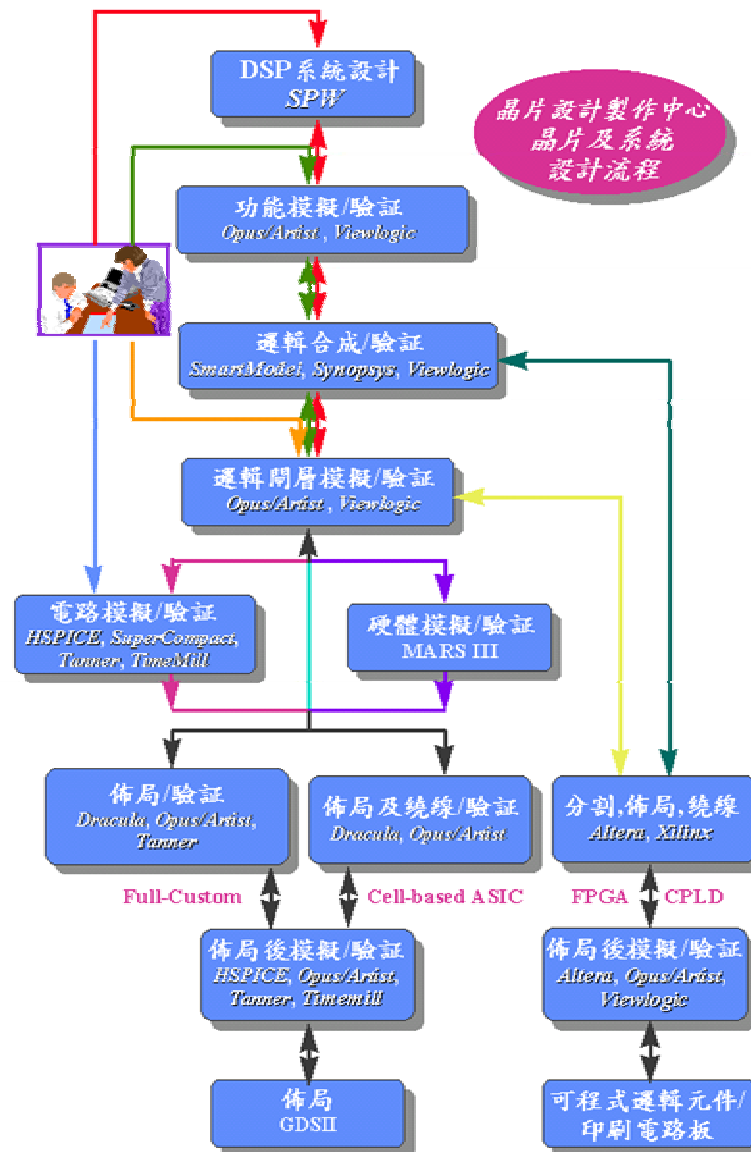 DSP系統設計
SPW
晶片設計製作中心
晶片及系統
設計流程
功能模擬/驗証
Opus/Artist , Viewlogic
邏輯合成/驗証
SmartModel, Synopsys, Viewlogic
邏輯閘層模擬/驗証
Opus/Artist , Viewlogic
電路模擬/驗証
HSPICE, SuperCompact,
Tanner, TimeMill
硬體模擬/驗証
MARS III
佈局/驗証
Dracula, Opus/Artist,
Tanner
佈局及繞線/驗証
Dracula, Opus/Artist
分割,佈局,繞線
Altera, Xilinx
Full-Custom
Cell-based ASIC
FPGA
CPLD
佈局後模擬/驗証
HSPICE, Opus/Artist,
Tanner, Timemill
佈局後模擬/驗証
Altera, Opus/Artist,
Viewlogic
佈局
GDSII
可程式邏輯元件/
印刷電路板